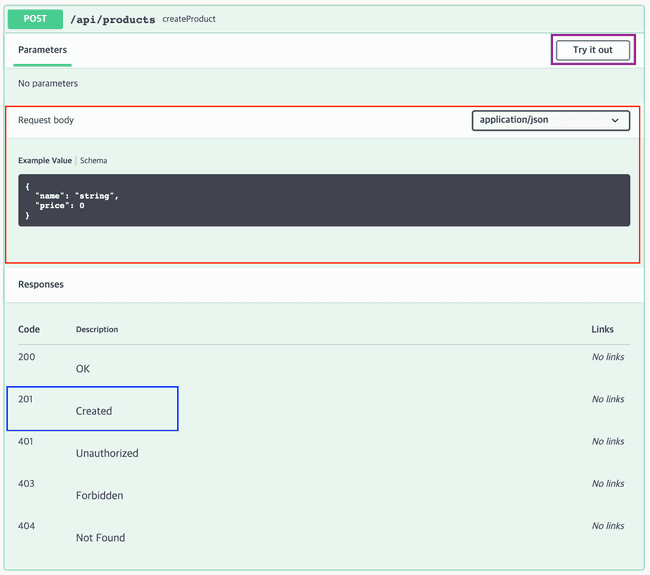 POST /api/products createProduct
Parameters Try it out
No parameters
Request body application/json
Example Value | Schema
{
"name": "string",
"price": 0
}
Responses
Code Description Links
200 No links
OK
201 No links
Created
401 No links
Unauthorized
403 No links
Forbidden
404 No links
Not Found